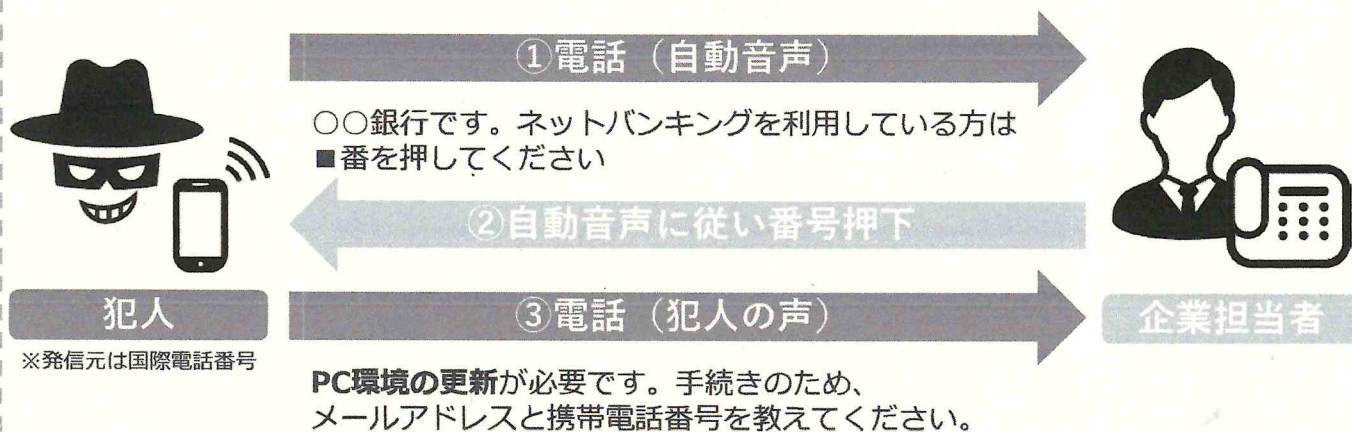 ①電話（自動音声）
○○銀行です。ネットバンキングを利用している方は
■番を押してください
②自動音声に従い番号押下
犯人
③電話（犯人の声）
企業担当者
※発信元は国際電話番号
PC環境の更新が必要です。手続きのため、
メールアドレスと携帯電話番号を教えてください。